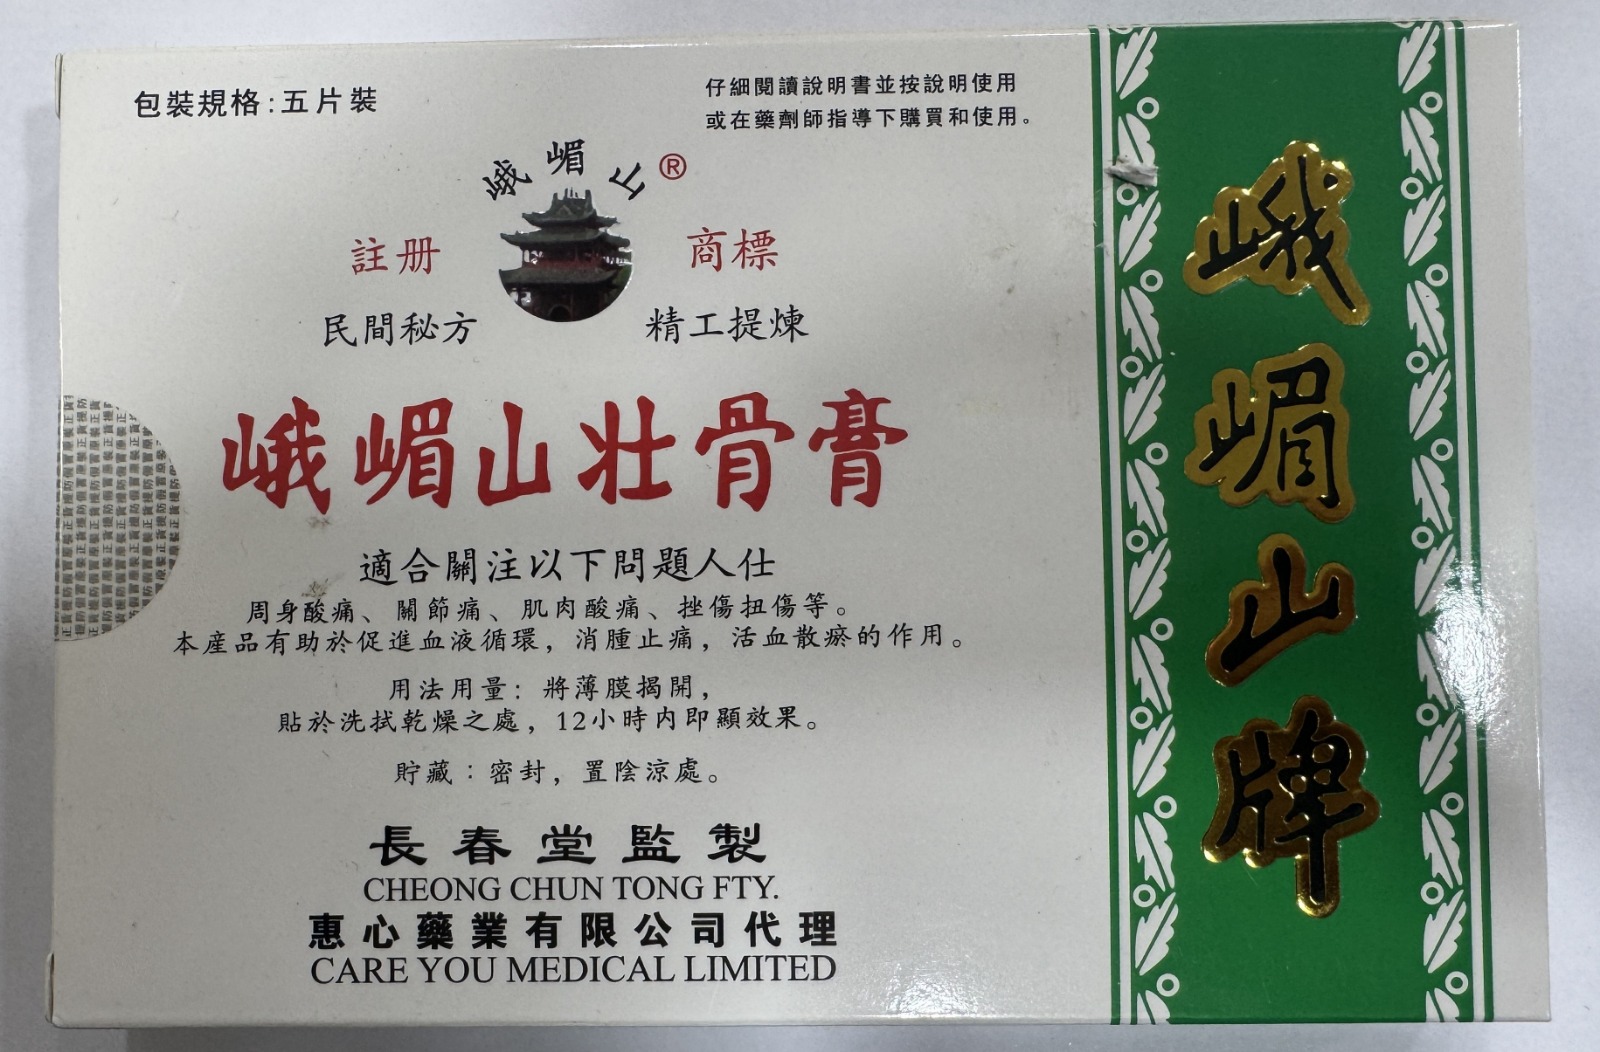 包裝規格：五片裝
仔細閱讀說明書並按說明使用
或在藥劑師指導下購買和使用。
峨嵋山®
註册 商標
民間秘方 精工提煉
峨嵋山壯骨膏
適合關注以下問題人仕
周身酸痛、關節痛、肌肉酸痛、挫傷扭傷等。
本産品有助於促進血液循環，消腫止痛，活血散瘀的作用。
用法用量：將薄膜揭開，
貼於洗拭乾燥之處，12小時内即顯效果。
貯藏：密封，置陰涼處。
長春堂監製
CHEONG CHUN TONG FTY.
惠心藥業有限公司代理
CARE YOU MEDICAL LIMITED
峨嵋山牌